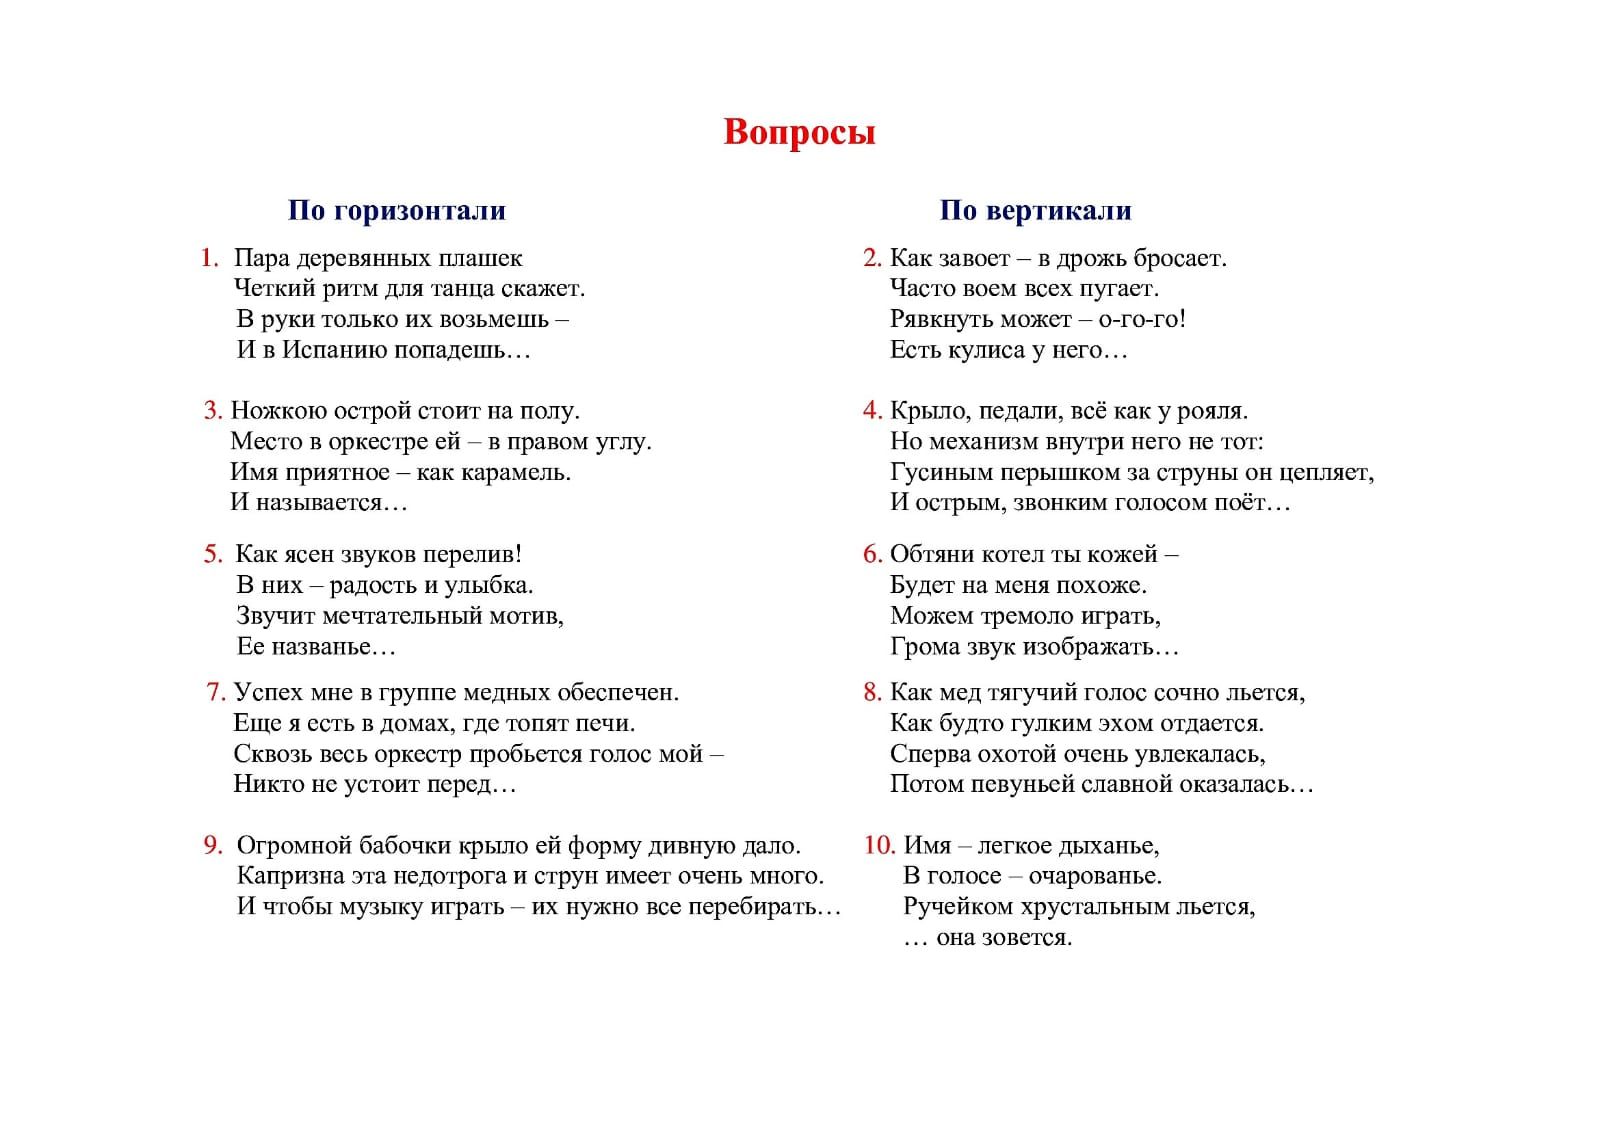 Вопросы
По горизонтали
1. Пара деревянных плашек
Четкий ритм для танца скажет.
В руки только их возьмешь –
И в Испанию попадешь…
3. Ножкою острой стоит на полу.
Место в оркестре ей – в правом углу.
Имя приятное – как карамель.
И называется…
5. Как ясен звуков перелив!
В них – радость и улыбка.
Звучит мечтательный мотив,
Ее названье…
7. Успех мне в группе медных обеспечен.
Еще я есть в домах, где топят печи.
Сквозь весь оркестр пробьется голос мой –
Никто не устоит перед…
9. Огромной бабочки крыло ей форму дивную дало.
Капризна эта недотрога и струн имеет очень много.
И чтобы музыку играть – их нужно все перебирать…
По вертикали
2. Как завоет – в дрожь бросает.
Часто воем всех пугает.
Рявкнуть может – о-го-го!
Есть кулиса у него…
4. Крыло, педали, всё как у рояля.
Но механизм внутри него не тот:
Гусиным перышком за струны он цепляет,
И острым, звонким голосом поёт…
6. Обтяни котел ты кожей –
Будет на меня похоже.
Можем тремоло играть,
Грома звук изображать…
8. Как мед тягучий голос сочно льется,
Как будто гулким эхом отдается.
Сперва охотой очень увлекалась,
Потом певуньей славной оказалась…
10. Имя – легкое дыханье,
В голосе – очарованье.
Ручейком хрустальным льется,
… она зовется.